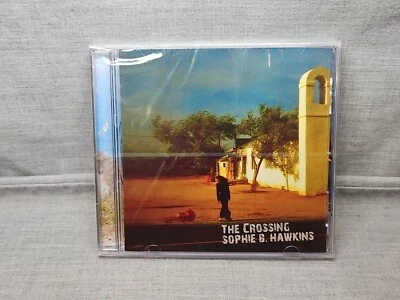 THE CROSSING
SOPHIE B. HAWKINS